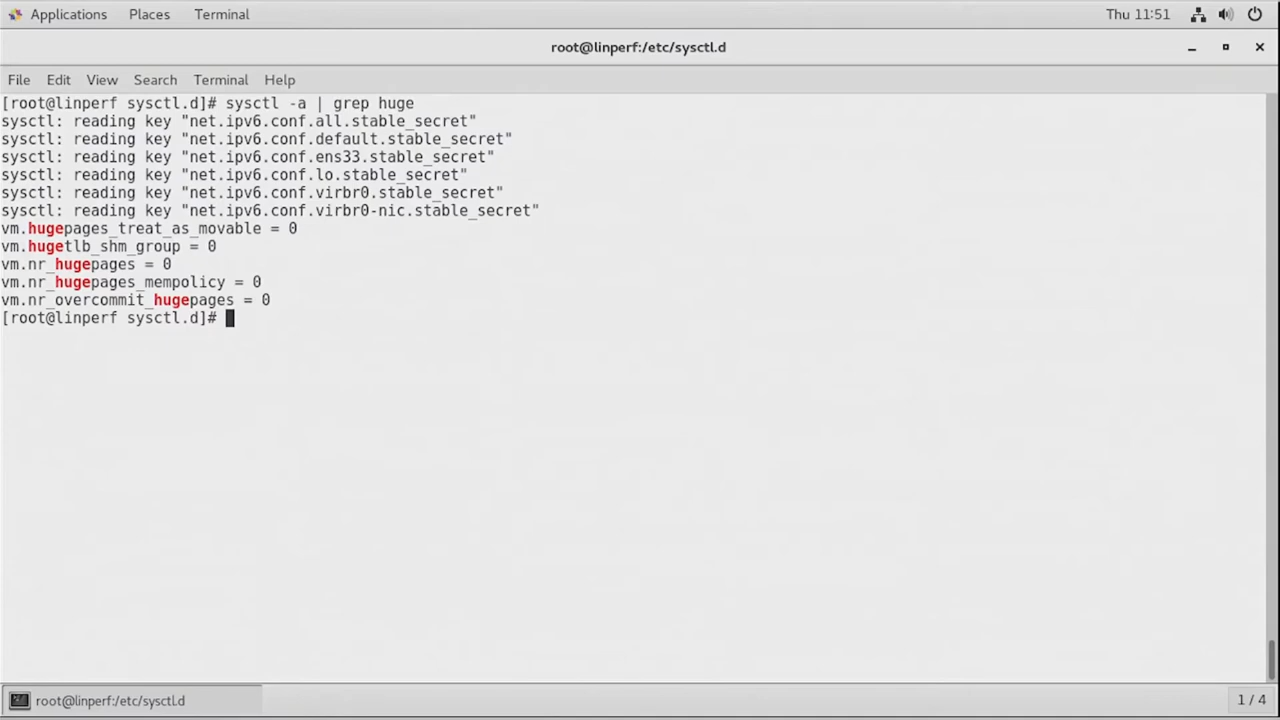 Applications Places Terminal Thu 11:51
root@linperf:/etc/sysctl.d
File Edit View Search Terminal Help
[root@linperf sysctl.d]# sysctl -a | grep huge
sysctl: reading key "net.ipv6.conf.all.stable_secret"
sysctl: reading key "net.ipv6.conf.default.stable_secret"
sysctl: reading key "net.ipv6.conf.ens33.stable_secret"
sysctl: reading key "net.ipv6.conf.lo.stable_secret"
sysctl: reading key "net.ipv6.conf.virbr0.stable_secret"
sysctl: reading key "net.ipv6.conf.virbr0-nic.stable_secret"
vm.hugepages_treat_as_movable = 0
vm.hugetlb_shm_group = 0
vm.nr_hugepages = 0
vm.nr_hugepages_mempolicy = 0
vm.nr_overcommit_hugepages = 0
[root@linperf sysctl.d]#
root@linperf:/etc/sysctl.d 1 / 4